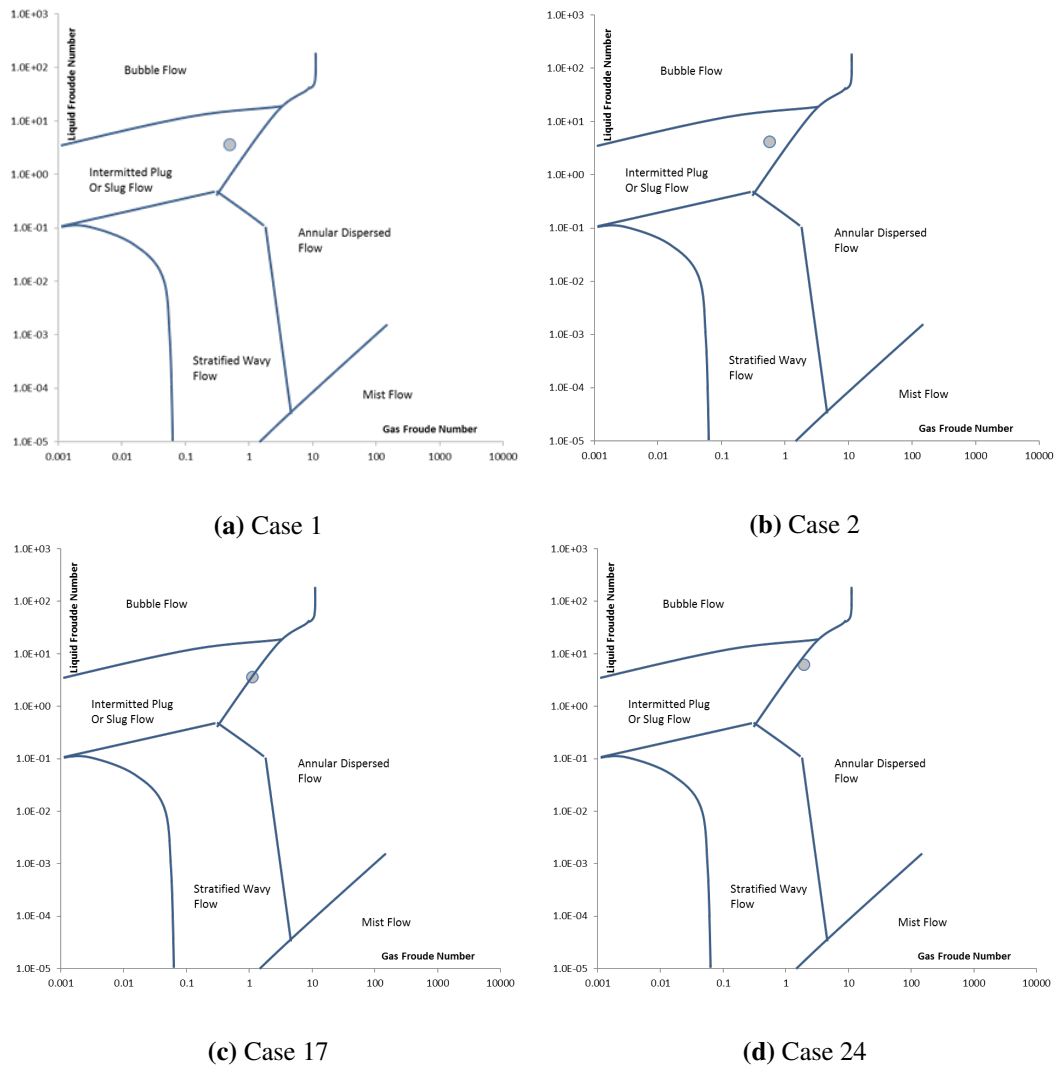 1.0E+03
Liquid Froudde Number
1.0E+02
Bubble Flow
1.0E+01
1.0E+00
Intermitted Plug
Or Slug Flow
1.0E-01
Annular Dispersed
Flow
1.0E-02
1.0E-03
Stratified Wavy
Flow
1.0E-04
Mist Flow
Gas Froude Number
1.0E-05
0.001 0.01 0.1 1 10 100 1000 10000
(a) Case 1
1.0E+03
Liquid Froudde Number
1.0E+02
Bubble Flow
1.0E+01
1.0E+00
Intermitted Plug
Or Slug Flow
1.0E-01
Annular Dispersed
Flow
1.0E-02
1.0E-03
Stratified Wavy
Flow
1.0E-04
Mist Flow
Gas Froude Number
1.0E-05
0.001 0.01 0.1 1 10 100 1000 10000
(b) Case 2
1.0E+03
Liquid Froudde Number
1.0E+02
Bubble Flow
1.0E+01
1.0E+00
Intermitted Plug
Or Slug Flow
1.0E-01
Annular Dispersed
Flow
1.0E-02
1.0E-03
Stratified Wavy
Flow
1.0E-04
Mist Flow
Gas Froude Number
1.0E-05
0.001 0.01 0.1 1 10 100 1000 10000
(c) Case 17
1.0E+03
Liquid Froudde Number
1.0E+02
Bubble Flow
1.0E+01
1.0E+00
Intermitted Plug
Or Slug Flow
1.0E-01
Annular Dispersed
Flow
1.0E-02
1.0E-03
Stratified Wavy
Flow
1.0E-04
Mist Flow
Gas Froude Number
1.0E-05
0.001 0.01 0.1 1 10 100 1000 10000
(d) Case 24